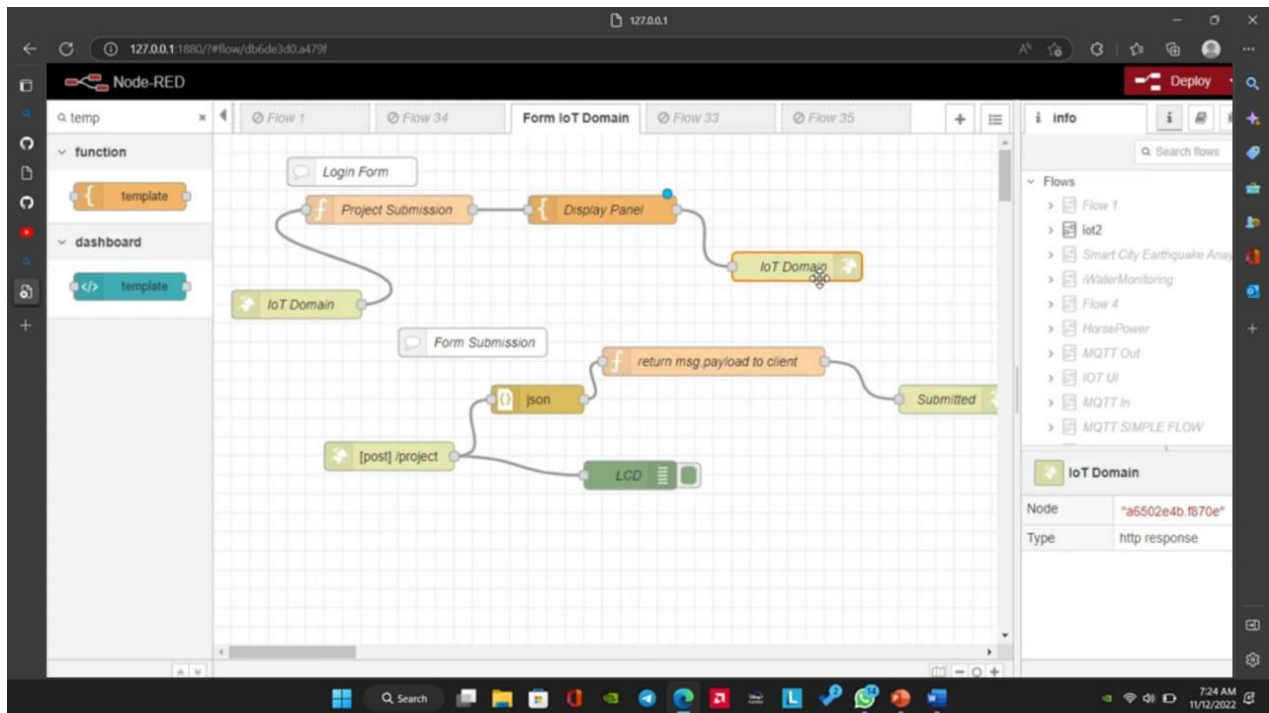 127.0.0.1
127.0.0.1:1880/?#flow/db6de3d0.a479f
Node-RED
Deploy
temp
Flow 1
Flow 34
Form IoT Domain
Flow 33
Flow 35
info
function
template
dashboard
template
Login Form
Project Submission
Display Panel
IoT Domain
IoT Domain
Form Submission
return msg.payload to client
json
Submitted
[post] /project
LCD
Search flows
Flows
Flow 1
iot2
Smart City Earthquake Anay
iWaterMonitoring
Flow 4
HorsePower
MQTT Out
IOT UI
MQTT In
MQTT SIMPLE FLOW
IoT Domain
Node "a6502e4b.f870e"
Type http response
Search
2
14
7:24 AM
11/12/2022